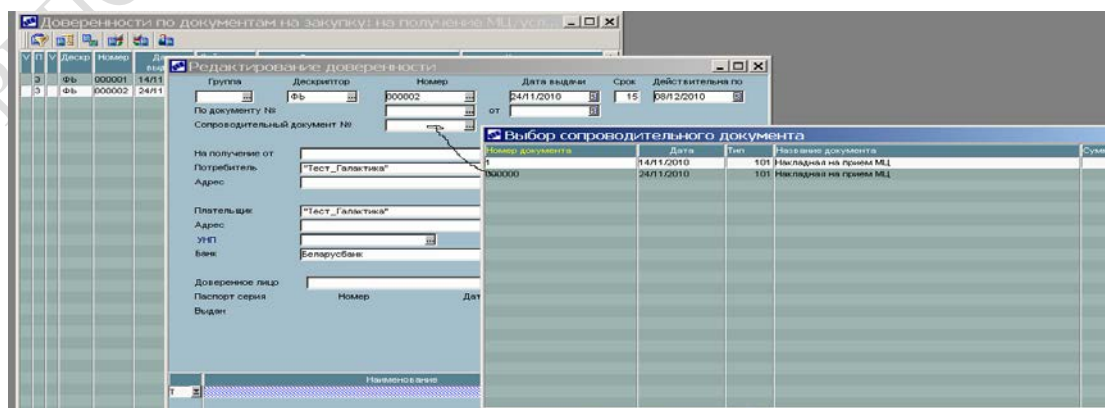 Доверенности по документам на закупку: на получение МЦ/усл...
V П V Дескр Номер
З ФЬ 000001 14/11
З ФЬ 000002 24/11
Редактирование доверенности
Группа Дескриптор Номер Дата выдачи Срок Действительна по
ФЬ 000002 24/11/2010 15 08/12/2010
По документу № от
Сопроводительный документ №
На получение от
Потребитель "Тест_Галактика"
Адрес
Плательщик "Тест_Галактика"
Адрес
УНП
Банк Беларусбанк
Доверенное лицо
Паспорт серия Номер Дат
Выдан
Наименование
Т
Выбор сопроводительного документа
Номер документа Дата Тип Название документа Сумм
1 14/11/2010 101 Накладная на прием МЦ
000000 24/11/2010 101 Накладная на прием МЦ